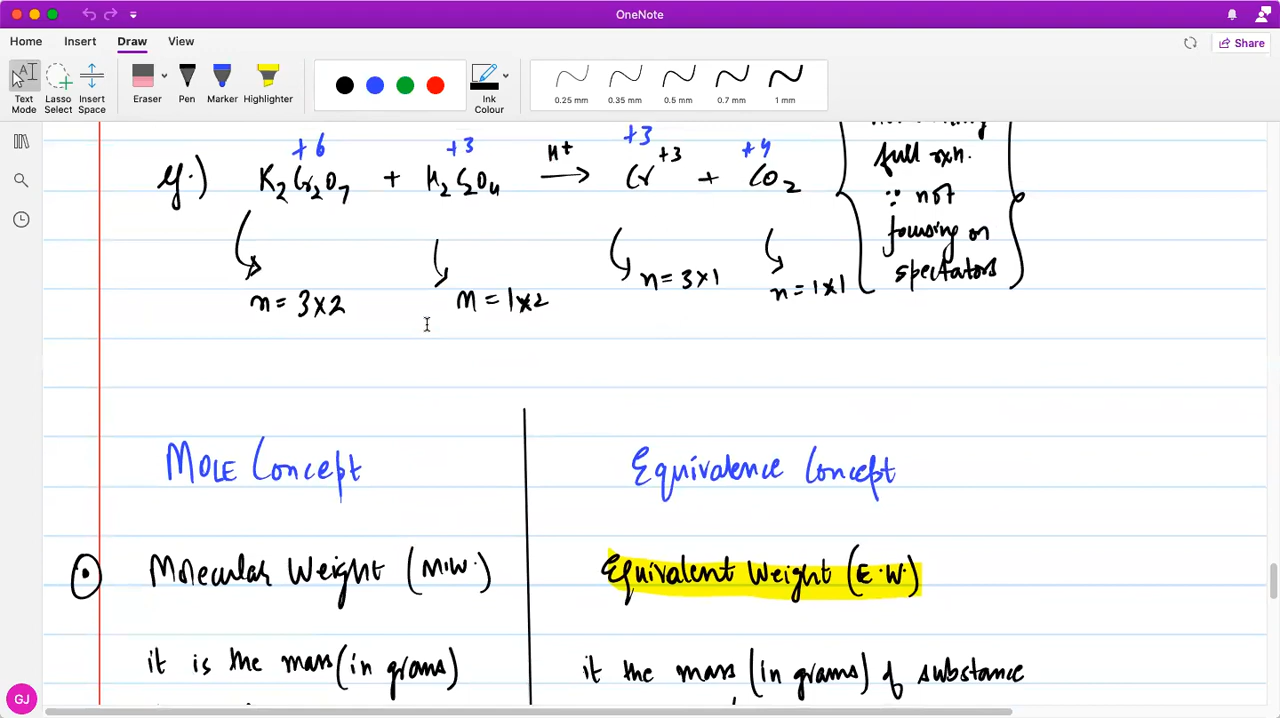 OneNote
Home Insert Draw View
Share
Text Mode
Lasso Select
Insert Space
Eraser
Pen
Marker
Highlighter
Ink Colour
0.25 mm 0.35 mm 0.5 mm 0.7 mm 1 mm
+6 +3 +3 +4
eg.) K2Cr2O7 + H2C2O4 H+ → Cr+3 + CO2
n = 3×2 n = 1×2 n = 3×1 n = 1×1
full rxn.
∵ not
focusing on
spectators
MOLE Concept
Equivalence Concept
Molecular Weight (M.W.)
Equivalent Weight (E.W.)
it is the mass (in grams)
it the mass (in grams) of substance
GJ